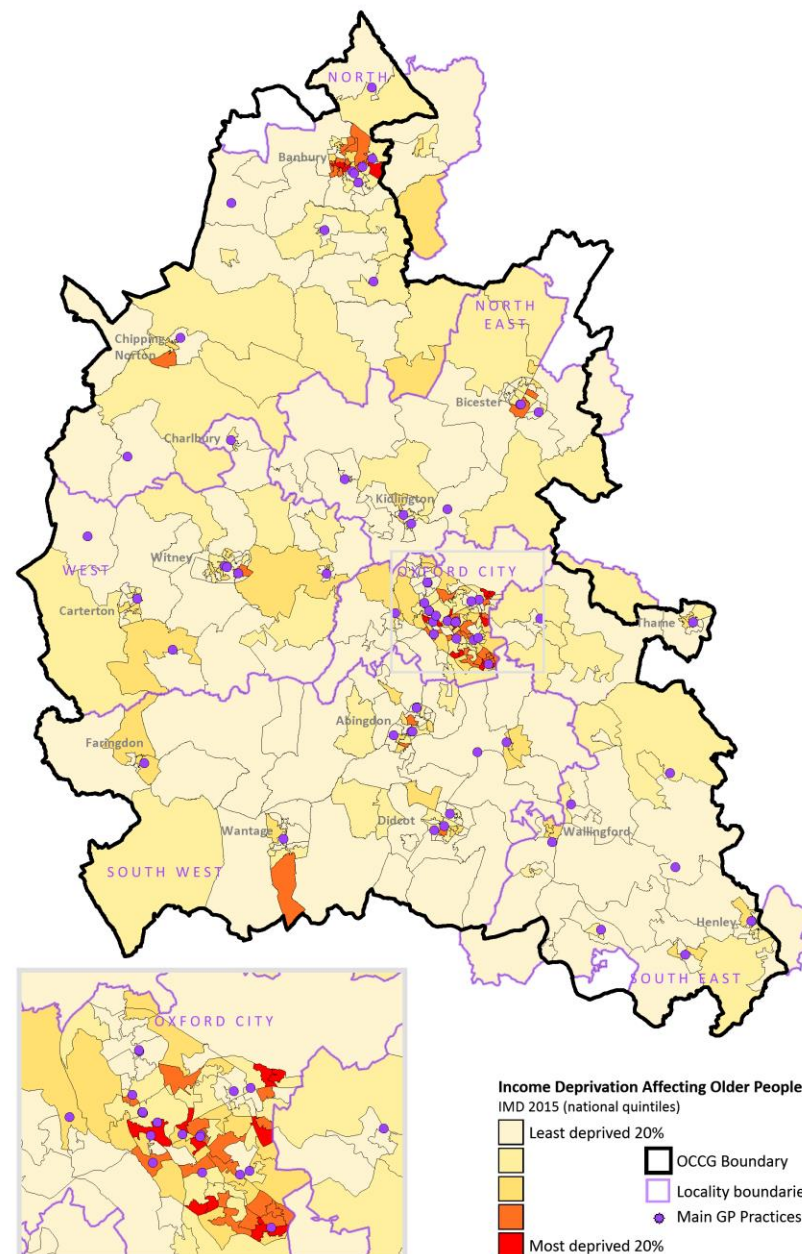 NORTH
Banbury
NORTH
EAST
Chipping
Norton
Bicester
Charlbury
Kidlington
WEST
Witney
OXFORD CITY
Carterton
Thame
Abingdon
Faringdon
Wantage
Didcot
Wallingford
SOUTH WEST
Henley
SOUTH EAST
OXFORD CITY
Income Deprivation Affecting Older People
IMD 2015 (national quintiles)
Least deprived 20%
OCCG Boundary
Locality boundarie
Main GP Practices
Most deprived 20%